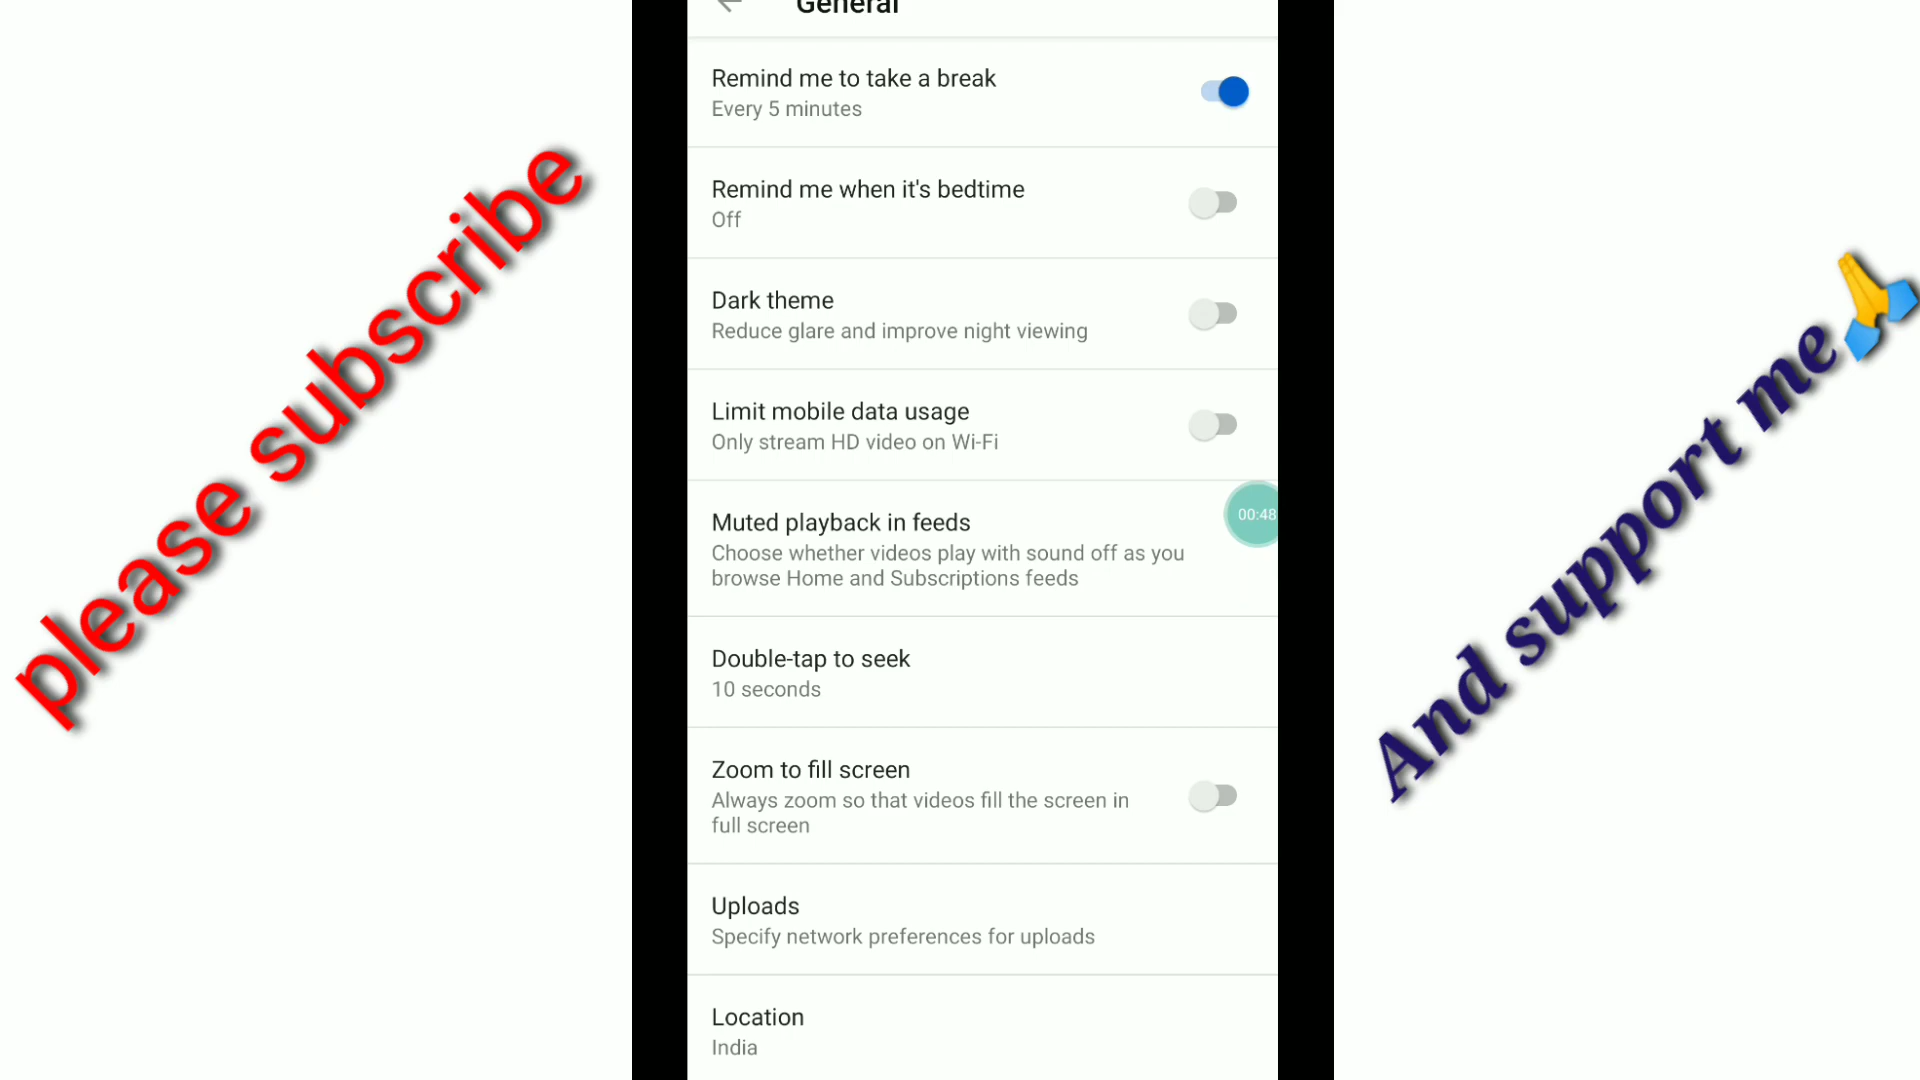 General
Remind me to take a break
Every 5 minutes
Remind me when it's bedtime
Off
Dark theme
Reduce glare and improve night viewing
Limit mobile data usage
Only stream HD video on Wi-Fi
Muted playback in feeds
Choose whether videos play with sound off as you
browse Home and Subscriptions feeds
00:48
Double-tap to seek
10 seconds
Zoom to fill screen
Always zoom so that videos fill the screen in
full screen
Uploads
Specify network preferences for uploads
Location
India
please subscribe
And support me🙏